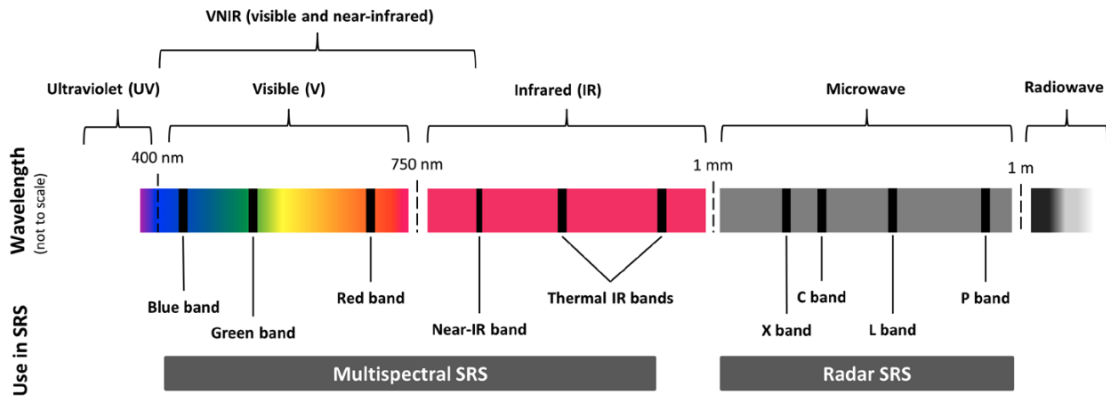 VNIR (visible and near-infrared)
Ultraviolet (UV)
Visible (V)
Infrared (IR)
Microwave
Radiowave
400 nm
750 nm
1 mm
1 m
Wavelength
(not to scale)
Blue band
Green band
Red band
Near-IR band
Thermal IR bands
X band
C band
L band
P band
Use in SRS
Multispectral SRS
Radar SRS